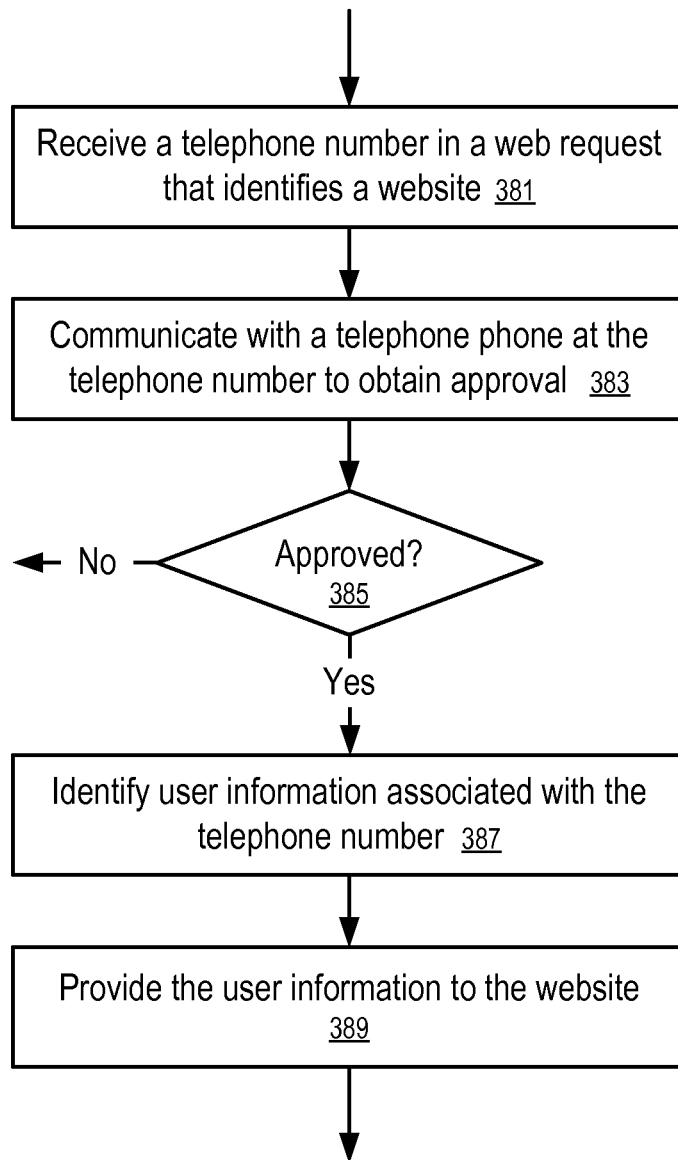 Receive a telephone number in a web request
that identifies a website 381
Communicate with a telephone phone at the
telephone number to obtain approval 383
Approved?
No
385
Yes
Identify user information associated with the
telephone number 387
Provide the user information to the website
389